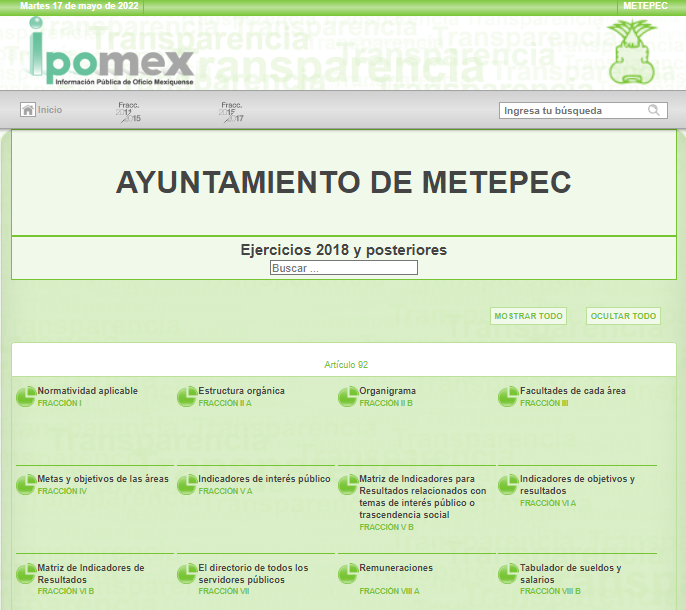 Martes 17 de mayo de 2022
METEPEC
Transparencia
ipomex
Información Pública de Oficio Mexiquense
Inicio
Fracc.
2015
Fracc.
2017
Ingresa tu búsqueda
AYUNTAMIENTO DE METEPEC
Ejercicios 2018 y posteriores
Buscar ...
MOSTRAR TODO
OCULTAR TODO
Artículo 92
Normatividad aplicable
FRACCIÓN I
Estructura orgánica
FRACCIÓN II A
Organigrama
FRACCIÓN II B
Facultades de cada área
FRACCIÓN III
Metas y objetivos de las áreas
FRACCIÓN IV
Indicadores de interés público
FRACCIÓN V A
Matriz de Indicadores para
Resultados relacionados con
temas de interés público o
trascendencia social
FRACCIÓN V B
Indicadores de objetivos y
resultados
FRACCIÓN VI A
Matriz de Indicadores de
Resultados
FRACCIÓN VI B
El directorio de todos los
servidores públicos
FRACCIÓN VII
Remuneraciones
FRACCIÓN VIII A
Tabulador de sueldos y
salarios
FRACCIÓN VIII B